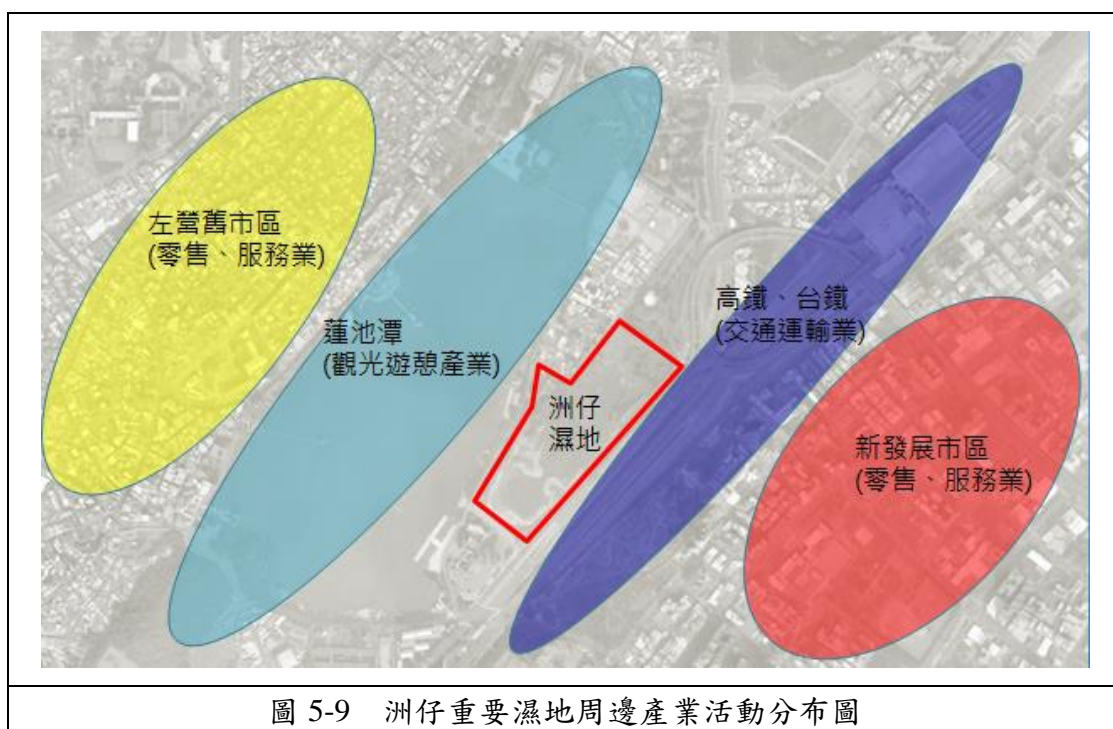 左營舊市區
(零售、服務業)
蓮池潭
(觀光遊憩產業)
洲仔
濕地
高鐵、台鐵
(交通運輸業)
新發展市區
(零售、服務業)
圖 5-9 洲仔重要濕地周邊產業活動分布圖